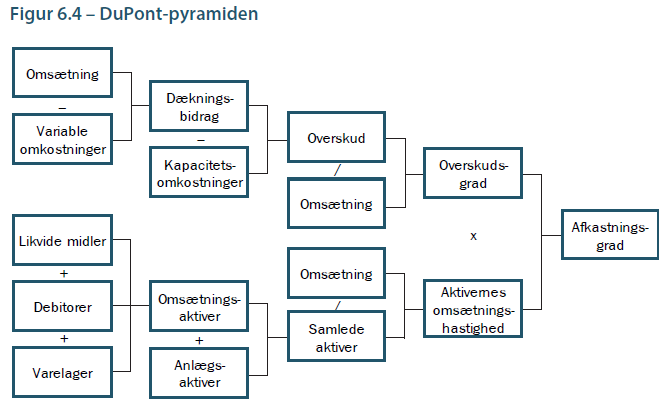 Figur 6.4 – DuPont-pyramiden
Omsætning
–
Variable
omkostninger
Dæknings-
bidrag
–
Kapacitets-
omkostninger
Overskud
/
Omsætning
Overskuds-
grad
x
Afkastnings-
grad
Likvide midler
+
Debitorer
+
Varelager
Omsætnings-
aktiver
+
Anlægs-
aktiver
Omsætning
/
Samlede
aktiver
Aktivernes
omsætnings-
hastighed